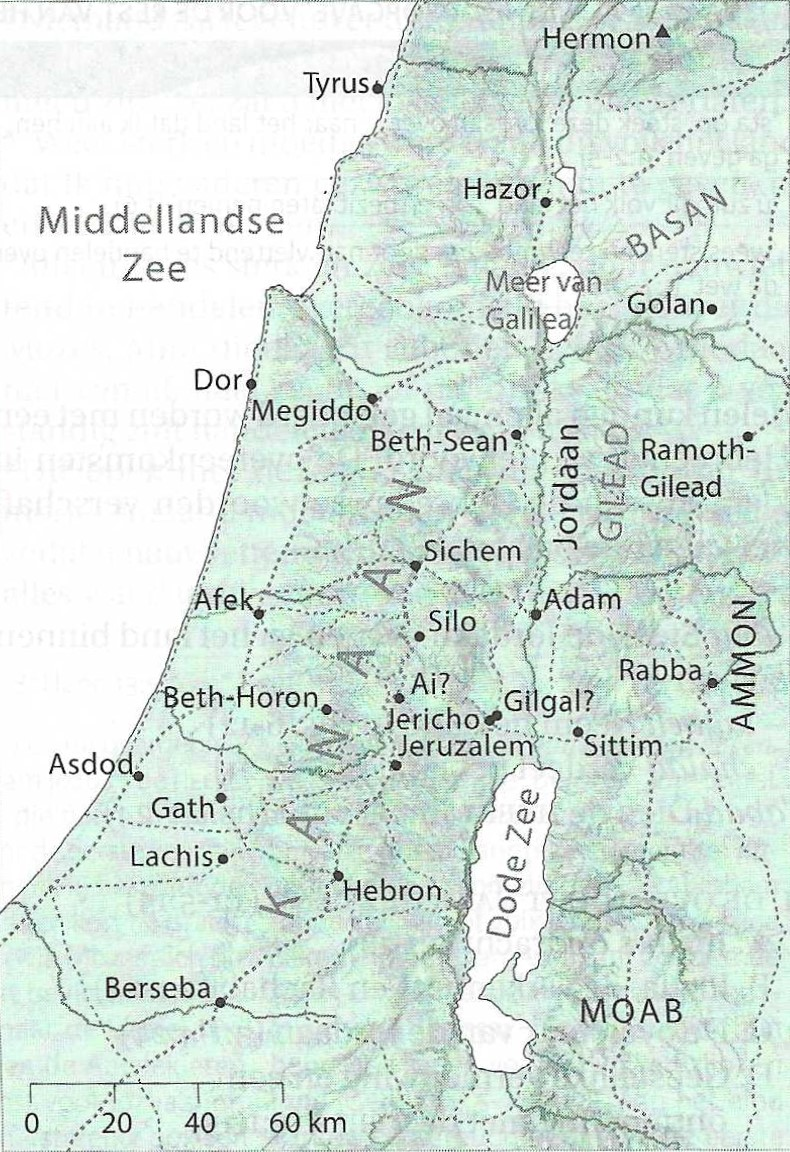 Hermon
Tyrus
Hazor
Middellandse
Zee
BASAN
Meer van
Galilea
Golan
Dor
Megiddo
Beth-Sean
Jordaan
GILEAD
Ramoth-
Gilead
KANAÄN
Sichem
Afek
Adam
Silo
AMMON
Rabba
Ai?
Beth-Horon
Gilgal?
Jericho
Jeruzalem
Sittim
Asdod
Gath
Lachis
Dode Zee
Hebron
Berseba
MOAB
0 20 40 60 km